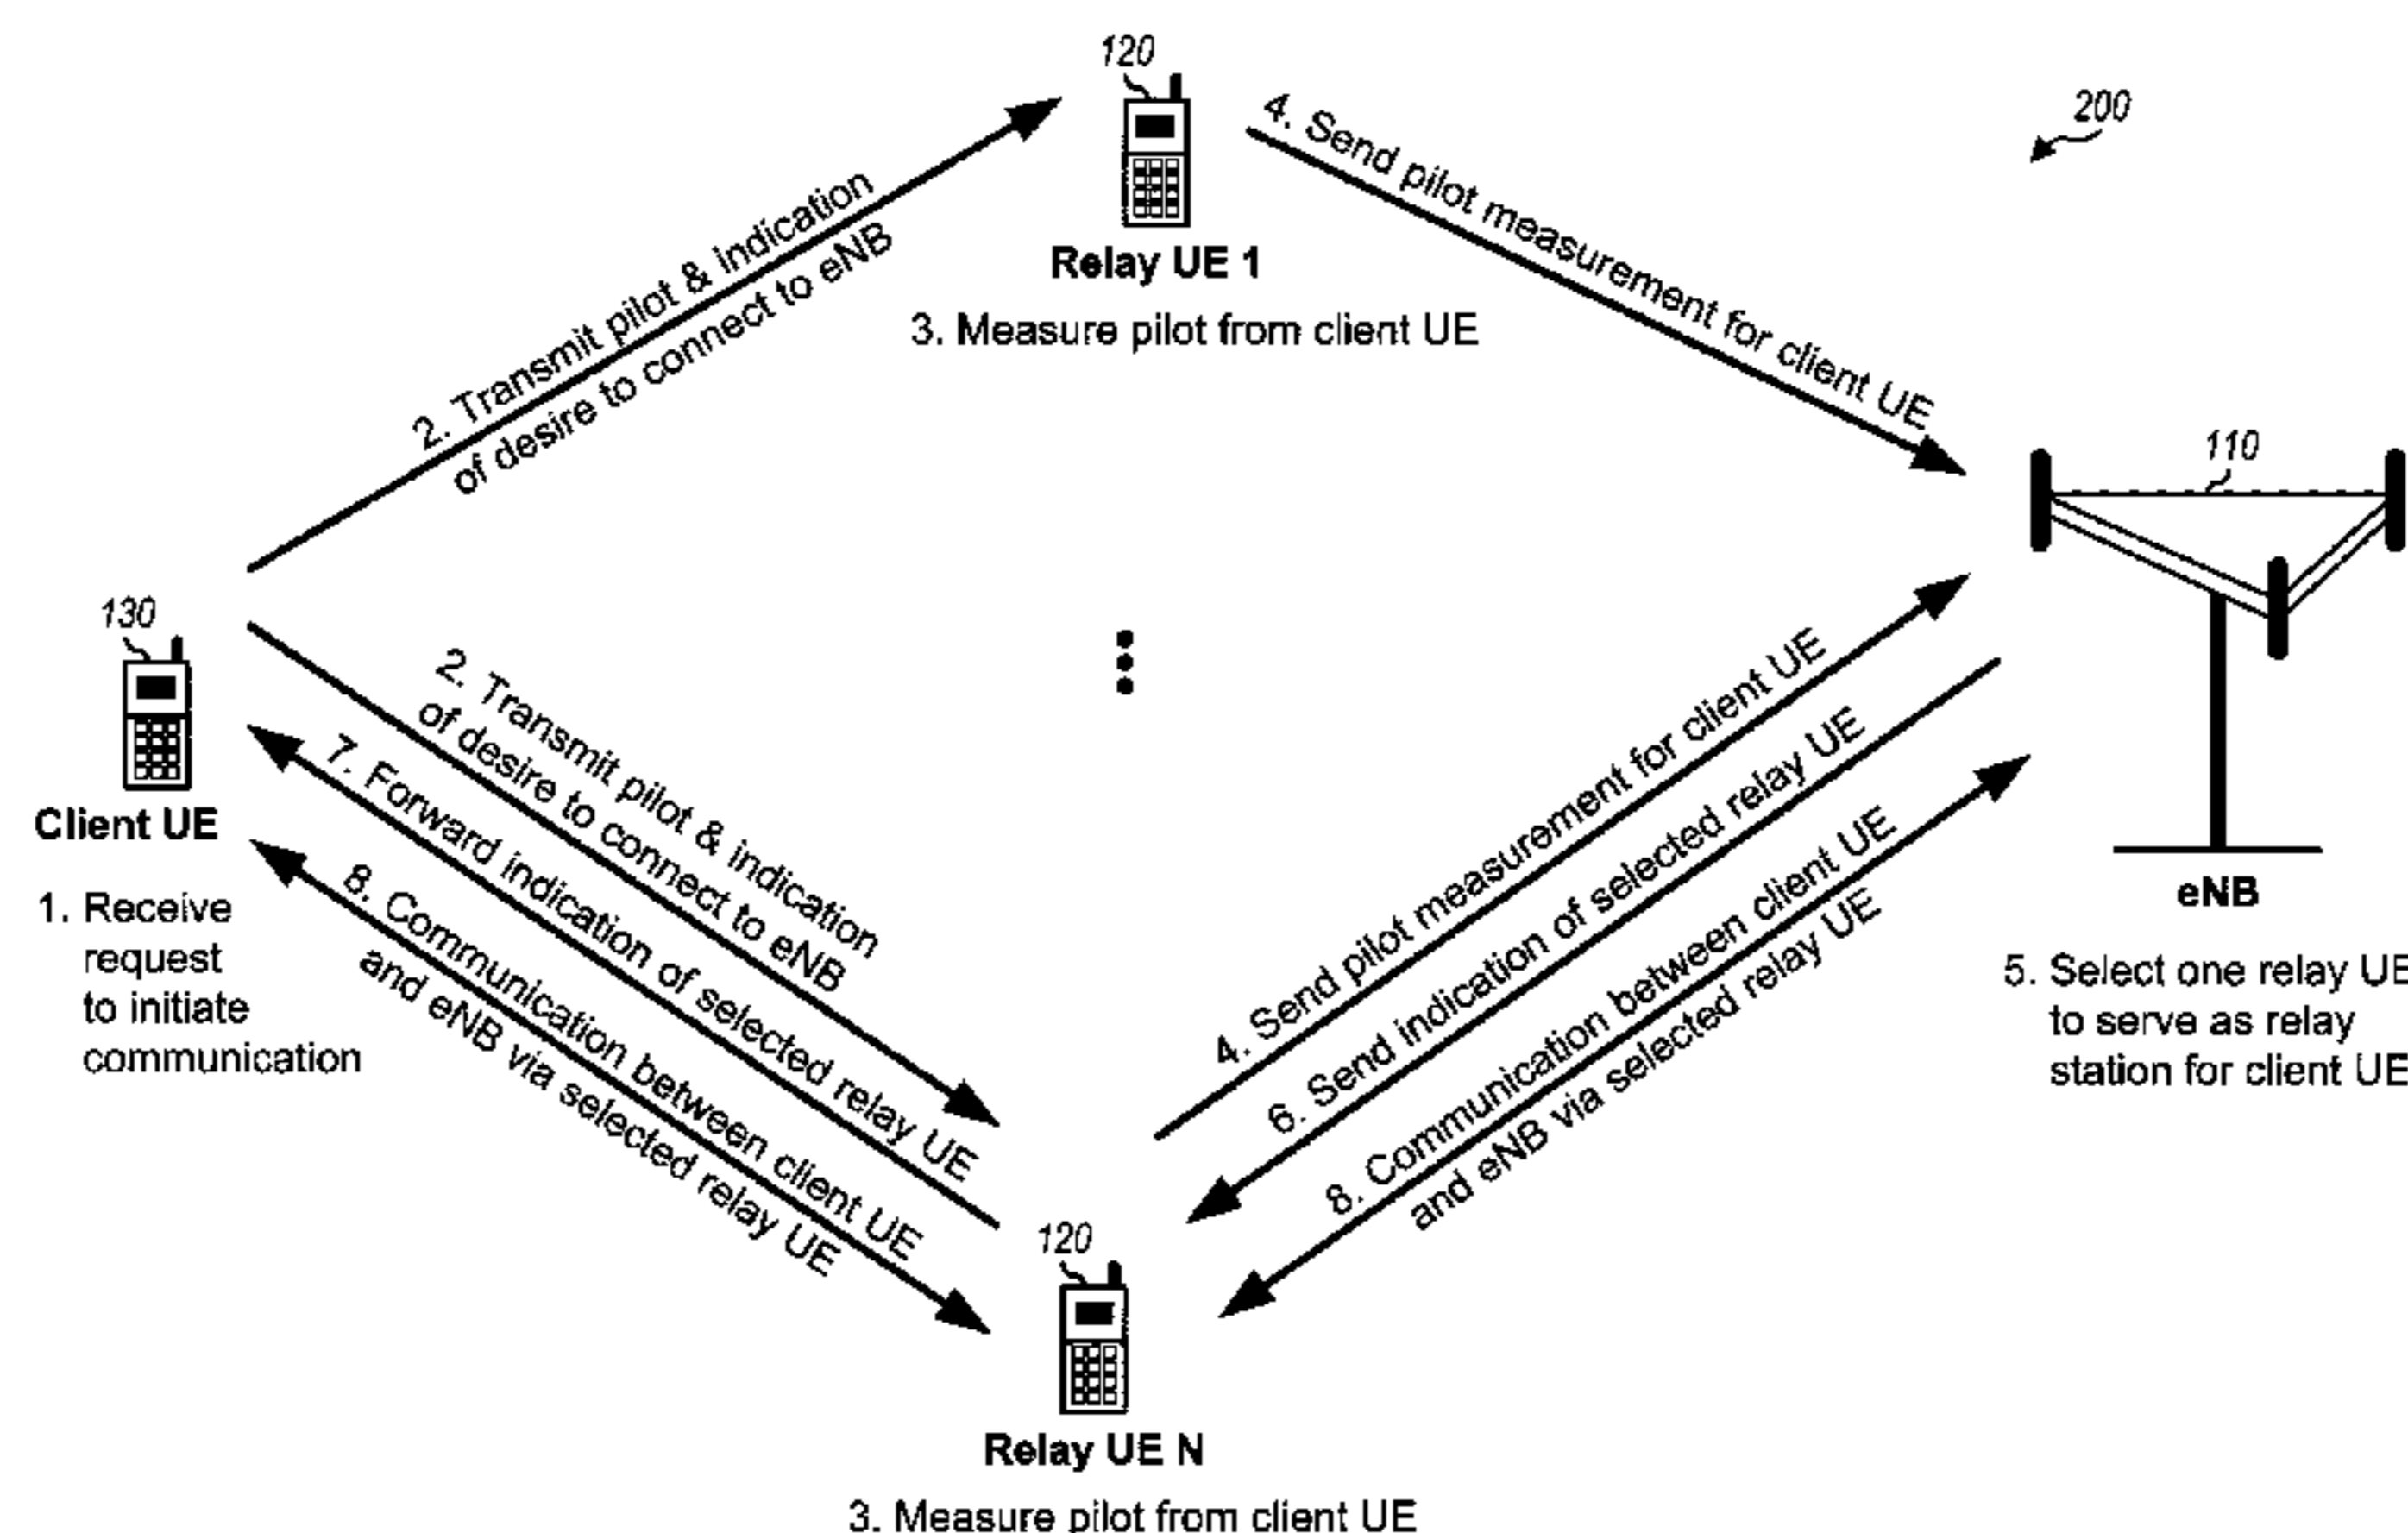 120
200
4. Send pilot measurement for client UE
2. Transmit pilot & indication
of desire to connect to eNB
Relay UE 1
3. Measure pilot from client UE
110
130
Client UE
1. Receive
request
to initiate
communication
2. Transmit pilot & indication
of desire to connect to eNB
7. Forward indication of selected relay UE
8. Communication between client UE
and eNB via selected relay UE
4. Send pilot measurement for client UE
6. Send indication of selected relay UE
8. Communication between client UE
and eNB via selected relay UE
eNB
5. Select one relay UE
to serve as relay
station for client UE
120
Relay UE N
3. Measure pilot from client UE